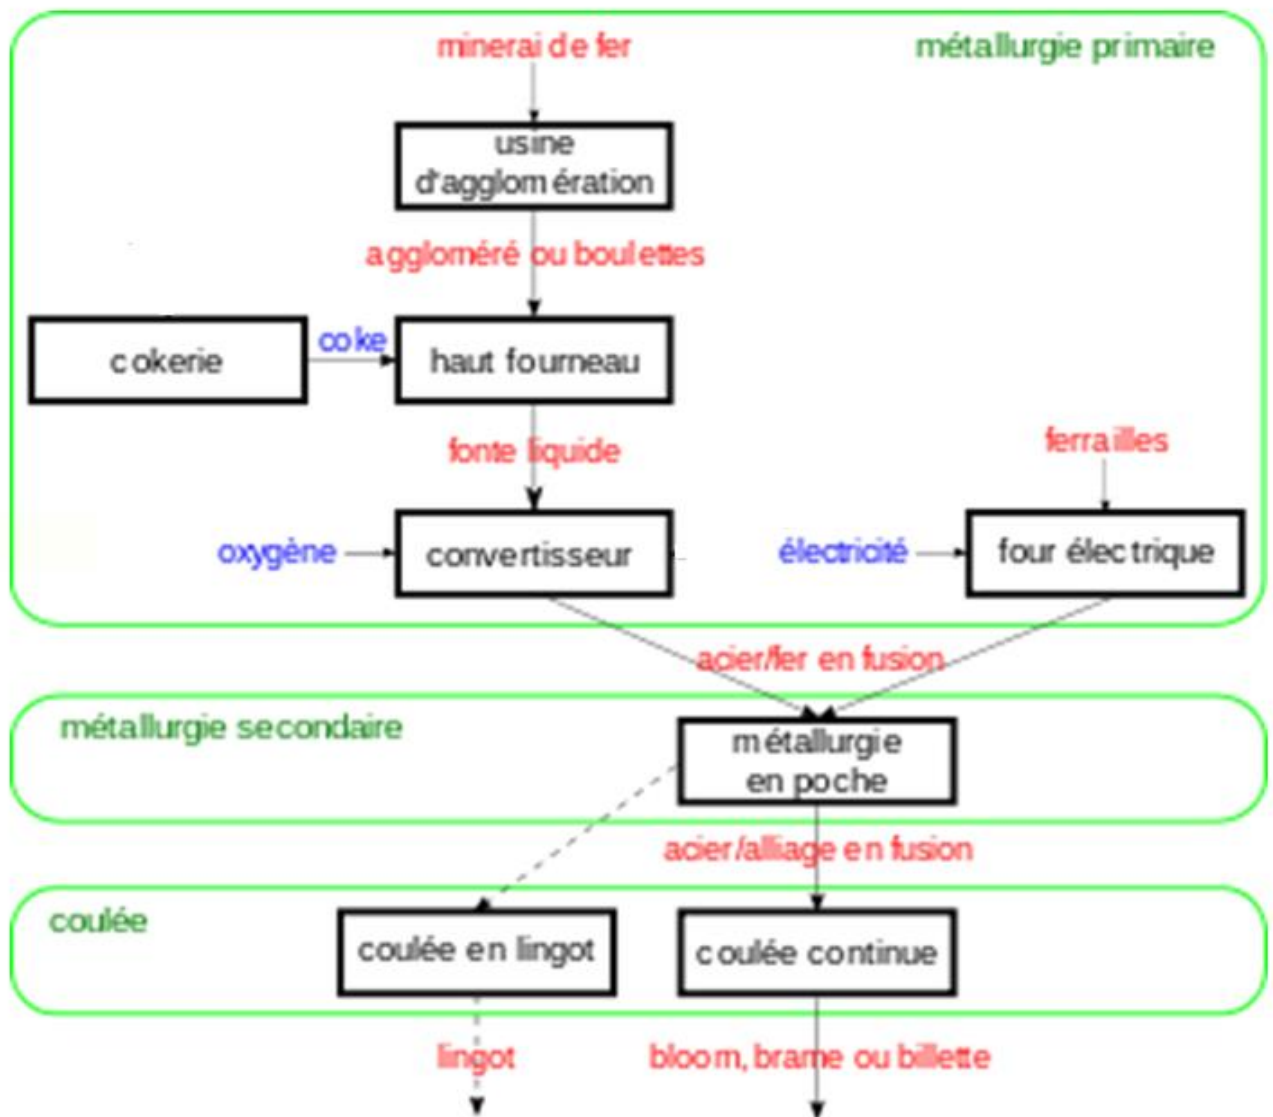 minerai de fer
métallurgie primaire
usine
d'agglomération
aggloméré ou boulettes
cokerie
coke
haut fourneau
fonte liquide
ferrailles
oxygène
convertisseur
électricité
four électrique
acier/fer en fusion
métallurgie secondaire
métallurgie
en poche
acier/alliage en fusion
coulée
coulée en lingot
coulée continue
lingot
bloom, brame ou billette